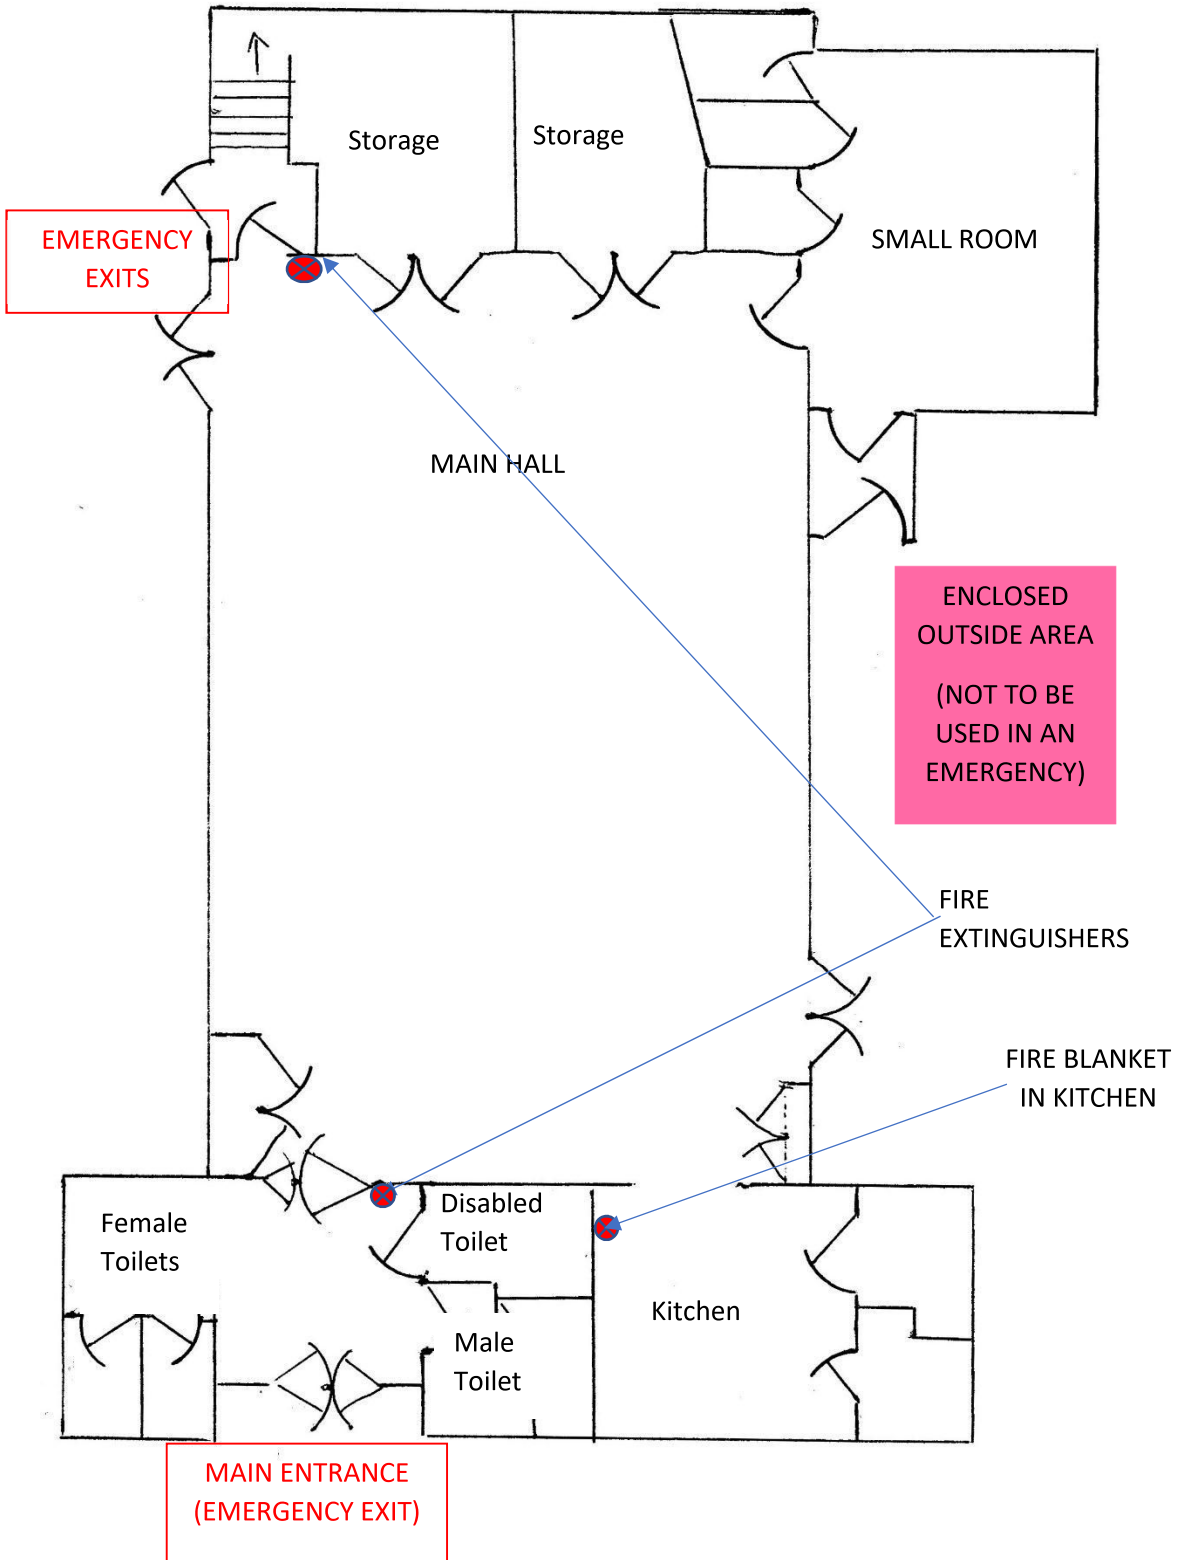 Storage
Storage
EMERGENCY
EXITS
SMALL ROOM
MAIN HALL
ENCLOSED
OUTSIDE AREA
(NOT TO BE
USED IN AN
EMERGENCY)
FIRE
EXTINGUISHERS
FIRE BLANKET
IN KITCHEN
Female
Toilets
Disabled
Toilet
Kitchen
Male
Toilet
MAIN ENTRANCE
(EMERGENCY EXIT)